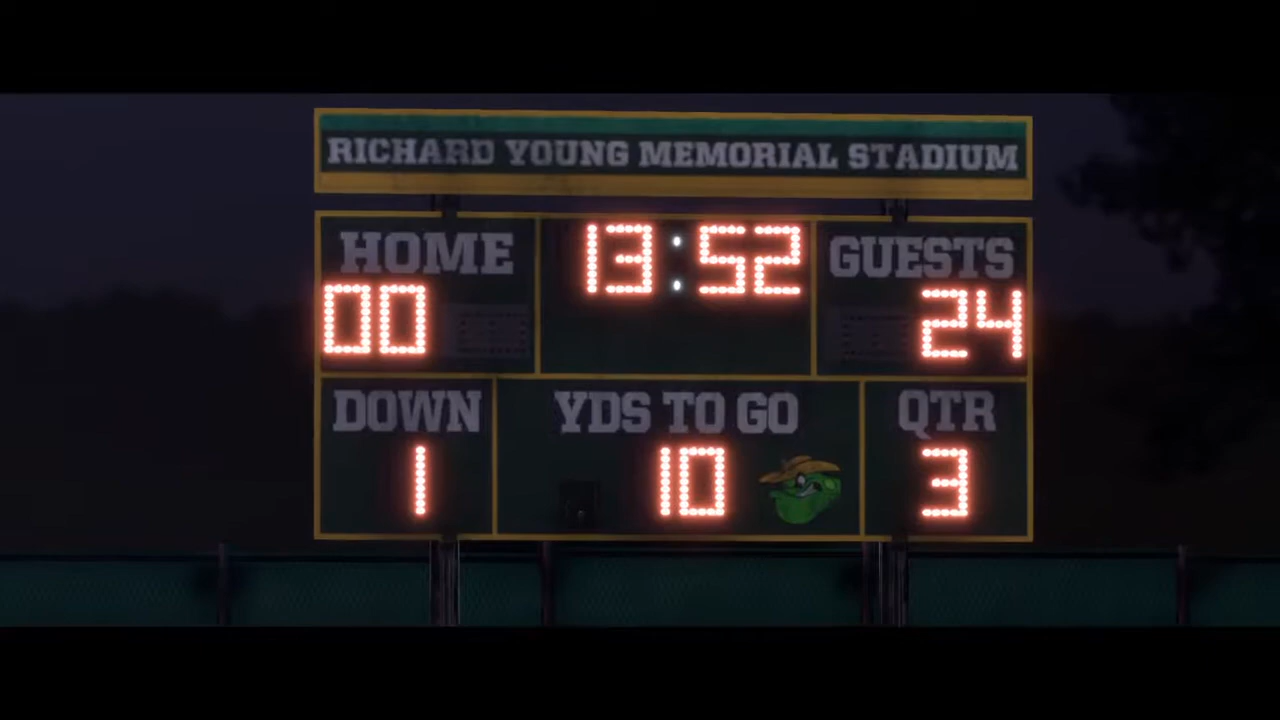 RICHARD YOUNG MEMORIAL STADIUM
HOME 13:52 GUESTS
00 24
DOWN YDS TO GO QTR
1 10 3